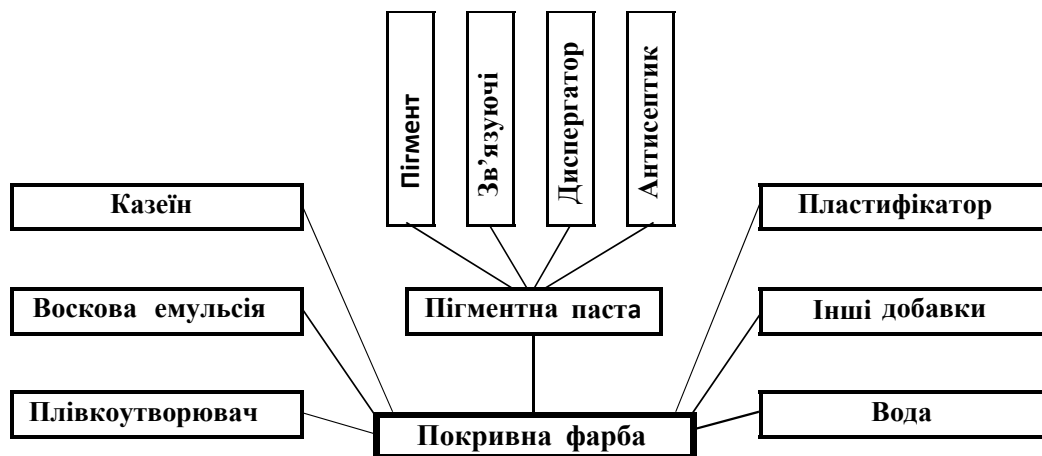 Пігмент
Зв’язуючі
Диспергатор
Антисептик
Казеїн
Пластифікатор
Воскова емульсія
Пігментна паста
Інші добавки
Плівкоутворювач
Покривна фарба
Вода